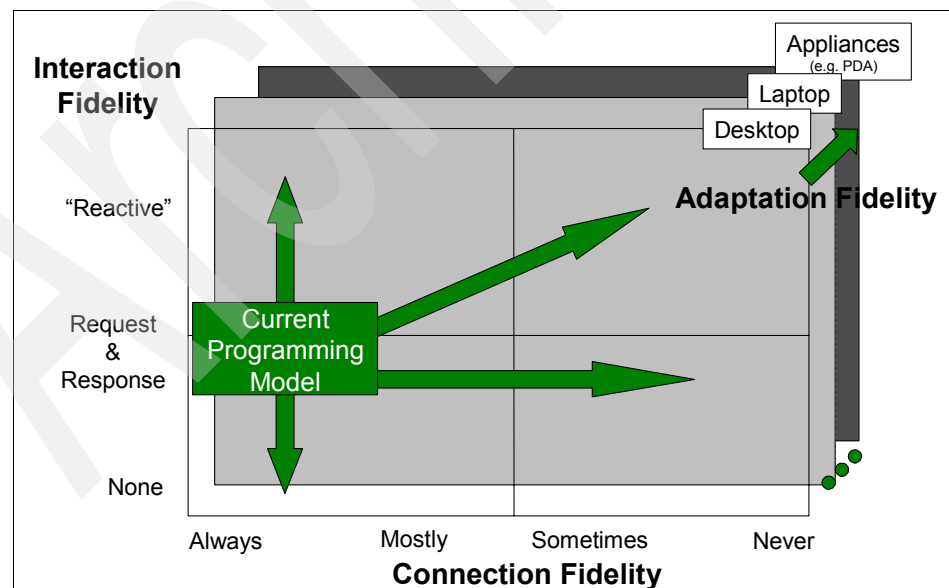 Interaction
Fidelity
Appliances
(e.g. PDA)
Laptop
Desktop
"Reactive"
Adaptation Fidelity
Request
&
Response
Current
Programming
Model
None
Always
Mostly
Sometimes
Never
Connection Fidelity